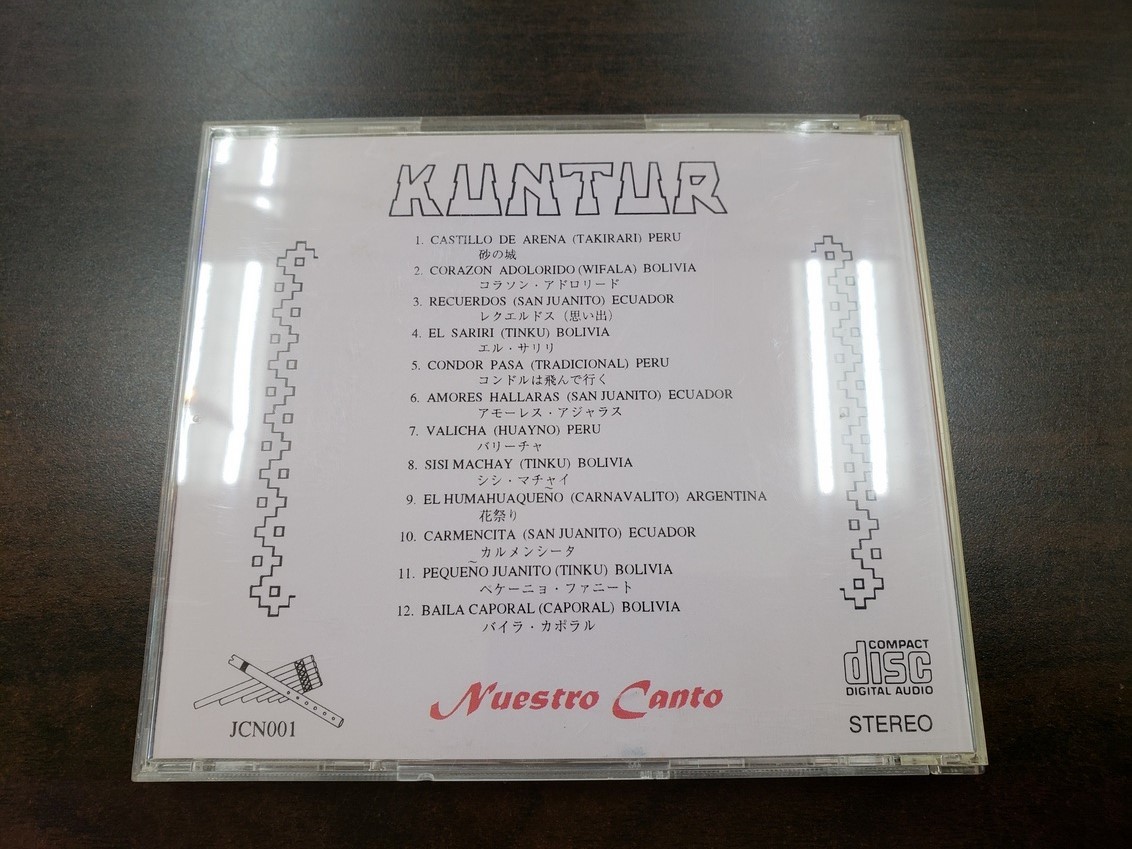 KUNTUR
1. CASTILLO DE ARENA (TAKIRARI) PERU
砂の城
2. CORAZON ADOLORIDO (WIFALA) BOLIVIA
コラソン・アドロリード
3. RECUERDOS (SAN JUANITO) ECUADOR
レクエルドス (思い出)
4. EL SARIRI (TINKU) BOLIVIA
エル・サリリ
5. CONDOR PASA (TRADICIONAL) PERU
コンドルは飛んで行く
6. AMORES HALLARAS (SAN JUANITO) ECUADOR
アモーレス・アジャラス
7. VALICHA (HUAYNO) PERU
バリーチャ
8. SISI MACHAY (TINKU) BOLIVIA
シシ・マチャイ
9. EL HUMAHUAQUEÑO (CARNAVALITO) ARGENTINA
花祭り
10. CARMENCITA (SAN JUANITO) ECUADOR
カルメンシータ
11. PEQUEÑO JUANITO (TINKU) BOLIVIA
ペケーニョ・ファニート
12. BAILA CAPORAL (CAPORAL) BOLIVIA
バイラ・カポラル
Nuestro Canto
JCN001
COMPACT
disc
DIGITAL AUDIO
STEREO